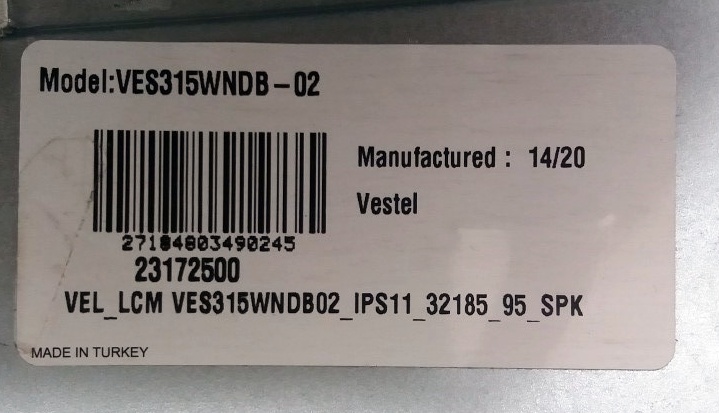 Model:VES315WNDB-02
Manufactured : 14/20
Vestel
27184803490245
23172500
VEL_LCM VES315WNDB02_IPS11_32185_95_SPK
MADE IN TURKEY